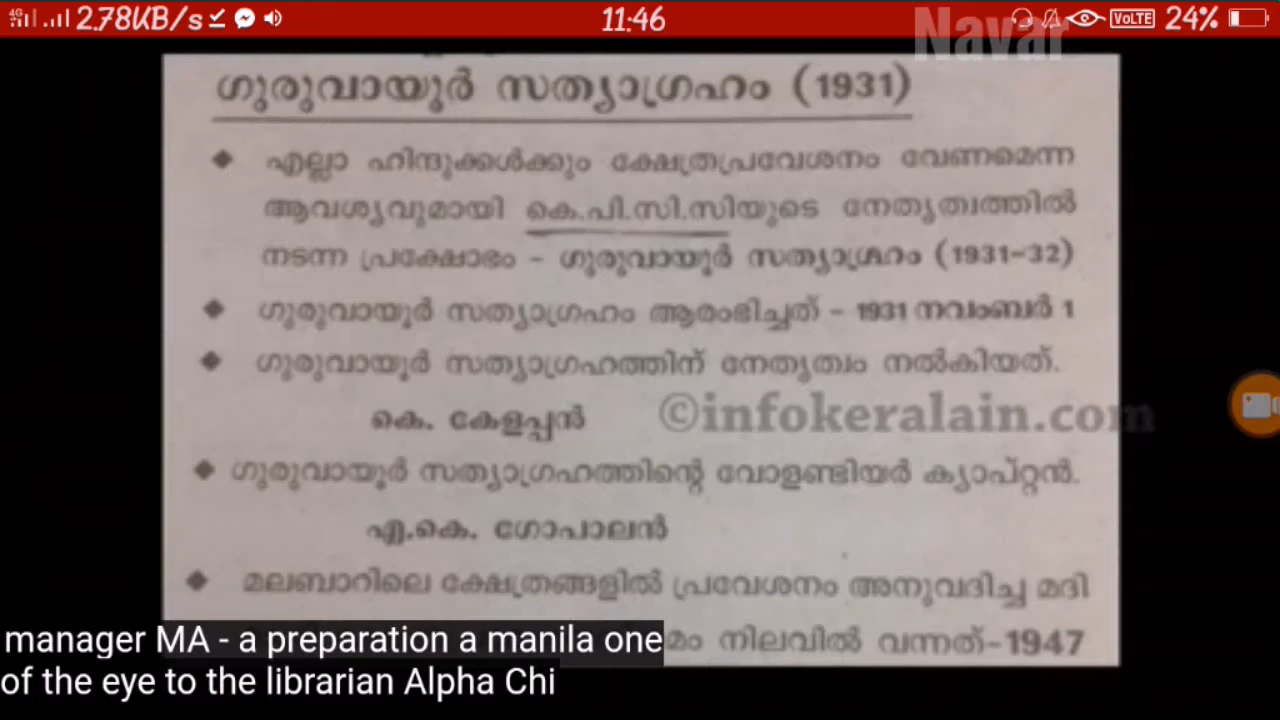 4G 2.78KB/s 11:46 VoLTE 24%
Navar
ഗുരുവായൂർ സത്യാഗ്രഹം (1931)
◆ എല്ലാ ഹിന്ദുക്കൾക്കും ക്ഷേത്രപ്രവേശനം വേണമെന്ന
ആവശ്യവുമായി കെ.പി.സി.സിയുടെ നേതൃത്വത്തിൽ
നടന്ന പ്രക്ഷോഭം - ഗുരുവായൂർ സത്യാഗ്രഹം (1931-32)
◆ ഗുരുവായൂർ സത്യാഗ്രഹം ആരംഭിച്ചത് - 1931 നവംബർ 1
◆ ഗുരുവായൂർ സത്യാഗ്രഹത്തിന് നേതൃത്വം നൽകിയത്.
കെ. കേളപ്പൻ
©infokeralain.com
◆ ഗുരുവായൂർ സത്യാഗ്രഹത്തിന്റെ വോളണ്ടിയർ ക്യാപ്റ്റൻ.
എ.കെ. ഗോപാലൻ
◆ മലബാറിലെ ക്ഷേത്രങ്ങളിൽ പ്രവേശനം അനുവദിച്ച മദി
നിലവിൽ വന്നത്-1947
manager MA - a preparation a manila one
of the eye to the librarian Alpha Chi